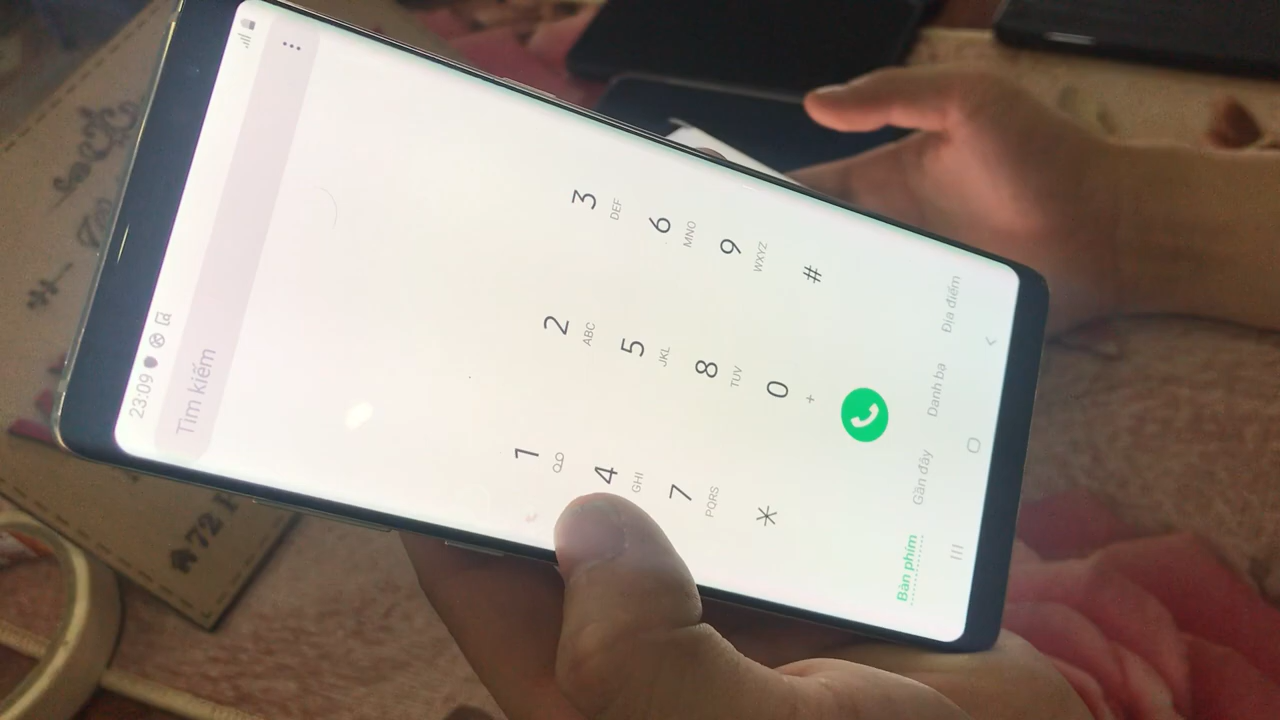 23:09
Tìm kiếm
1 2 3
ABC DEF
4 5 6
GHI JKL MNO
7 8 9
PQRS TUV WXYZ
* 0 #
+
Bàn phím Gần đây Danh bạ Địa điểm
72